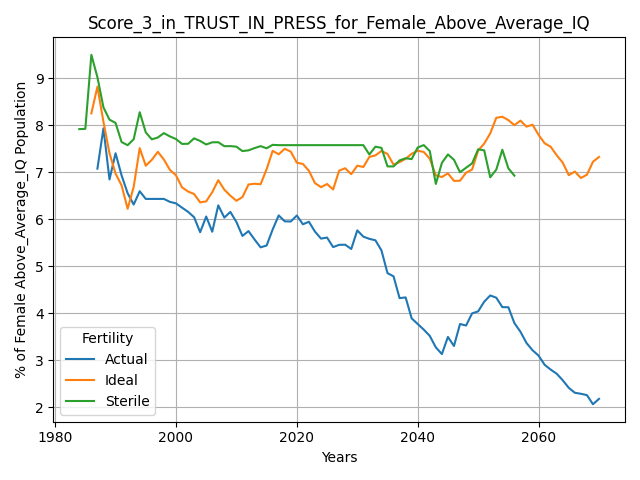 Score_3_in_TRUST_IN_PRESS_for_Female_Above_Average_IQ
% of Female Above_Average_IQ Population
9
8
7
6
5
4
3
2
Fertility
Actual
Ideal
Sterile
1980
2000
2020
2040
2060
Years